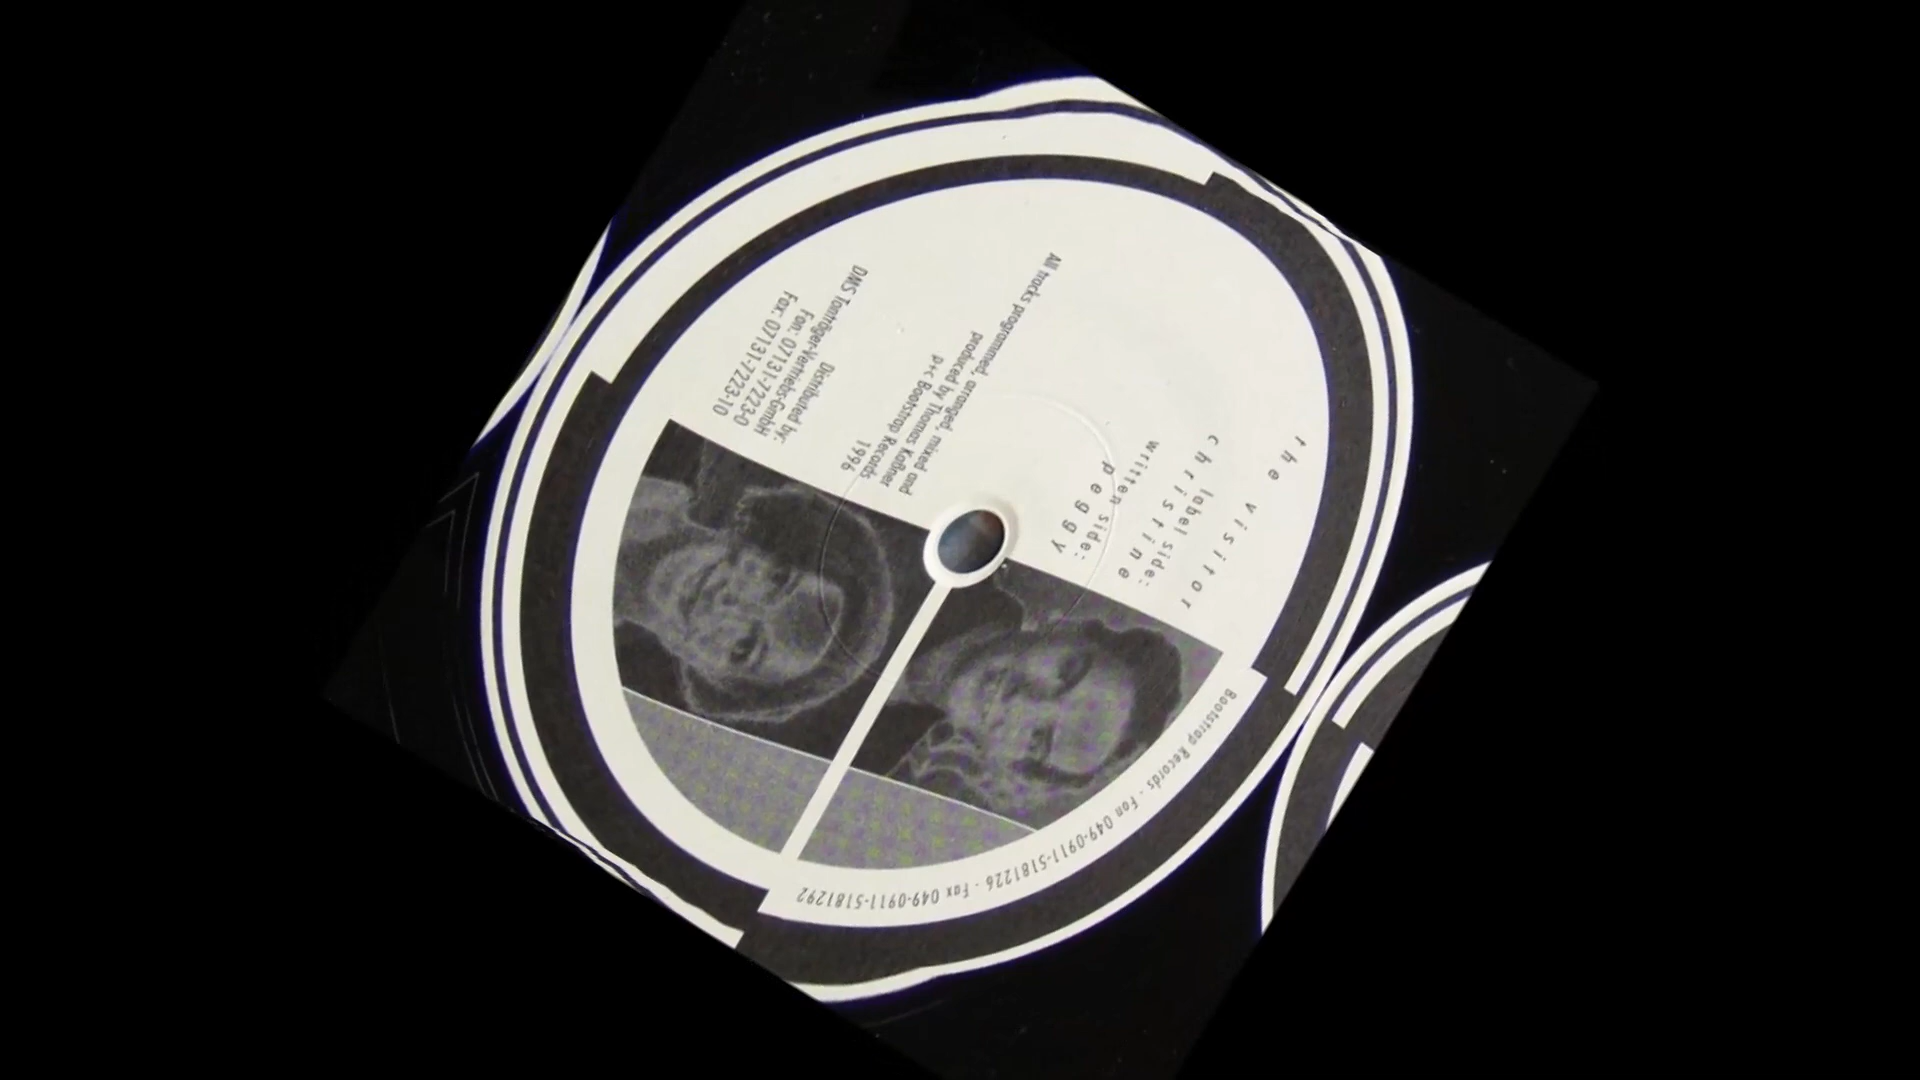 the visitor
label side:
christine
written side:
peggy
All tracks programmed, arranged, mixed and
produced by Thomas Kaßner
p+c Bootstrap Records
1996
Distributed by:
DMS Tonträger-Vertriebs-GmbH
Fon: 07131-7223-0
Fax: 07131-7223-10
Bootstrap Records - Fon 049-0911-5181226 - Fax 049-0911-5181292